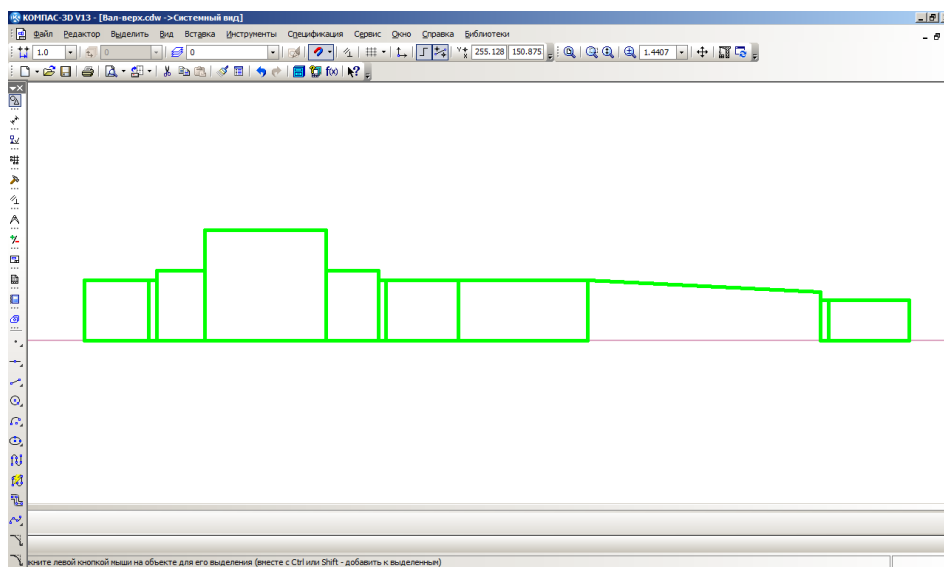 КОМПАС-3D V13 - [Вал-верх.cdw ->Системный вид]
Файл Редактор Выделить Вид Вставка Инструменты Спецификация Сервис Окно Справка Библиотеки
1.0 0 0 255.128 150.875 1.4407
f(x)
кните левой кнопкой мыши на объекте для его выделения (вместе с Ctrl или Shift - добавить к выделенным)